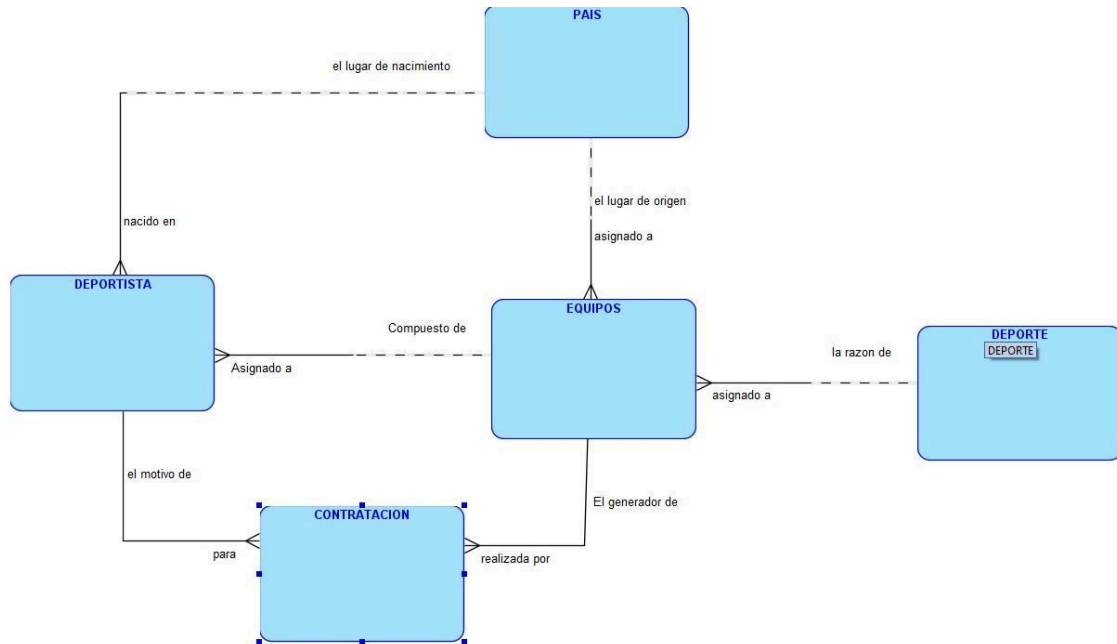 PAIS
el lugar de nacimiento
el lugar de origen
nacido en
asignado a
DEPORTISTA
EQUIPOS
Compuesto de
DEPORTE
DEPORTE
la razon de
Asignado a
asignado a
el motivo de
El generador de
CONTRATACION
para
realizada por